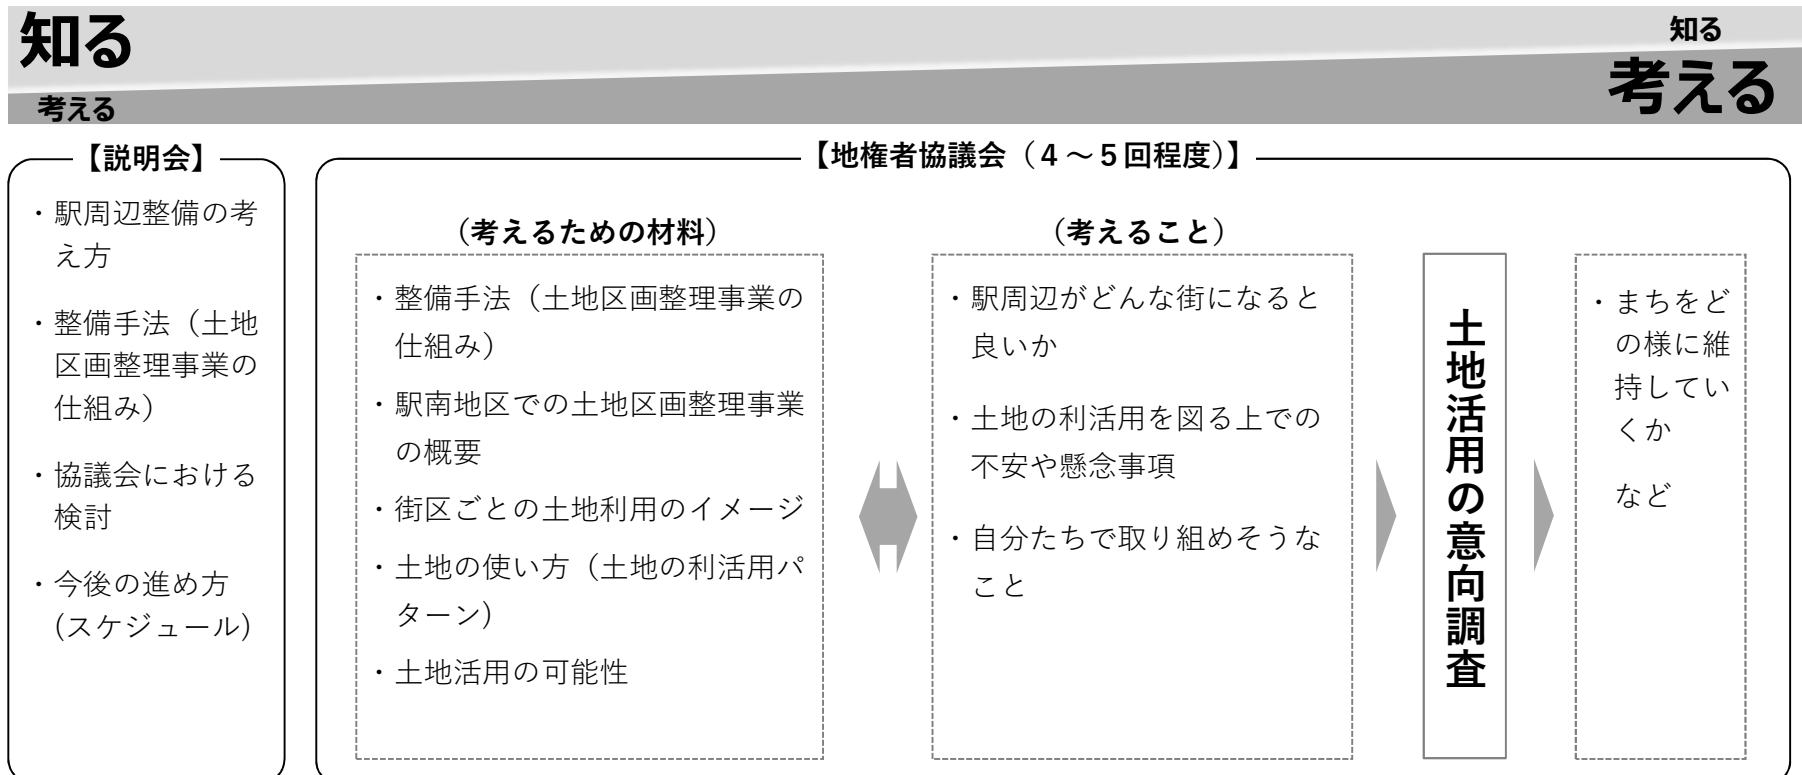 知る
考える
知る
考える
【説明会】
・駅周辺整備の考
え方
・整備手法（土地
区画整理事業の
仕組み）
・協議会における
検討
・今後の進め方
（スケジュール）
【地権者協議会（４～５回程度）】
（考えるための材料）
・整備手法（土地区画整理事業の
仕組み）
・駅南地区での土地区画整理事業
の概要
・街区ごとの土地利用のイメージ
・土地の使い方（土地の利活用パ
ターン）
・土地活用の可能性
（考えること）
・駅周辺がどんな街になると
良いか
・土地の利活用を図る上での
不安や懸念事項
・自分たちで取り組めそうな
こと
土地活用の意向調査
・まちをど
の様に維
持してい
くか
など